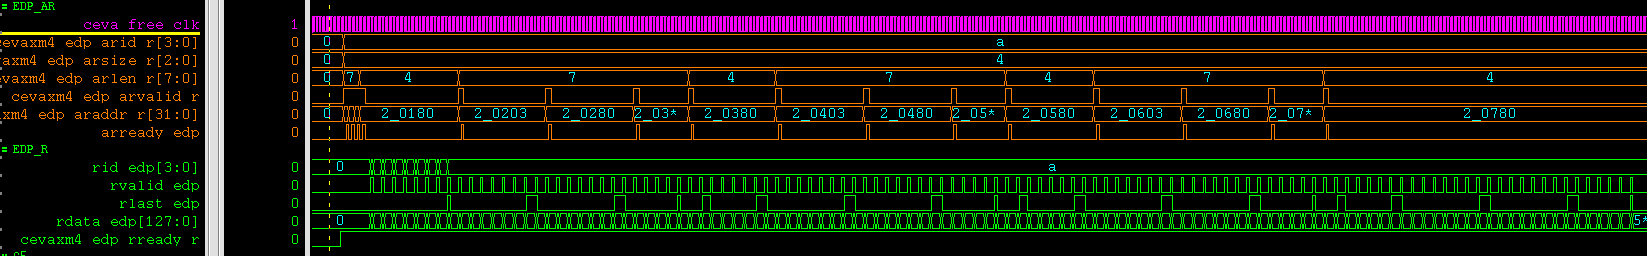 = EDP_AR
ceva free clk 1
cevaxm4 edp arid r[3:0] 0 0 a
vaxm4 edp arsize r[2:0] 0 0 4
evaxm4 edp arlen r[7:0] 0 0 7 4 7 4 7 4 7 4
cevaxm4 edp arvalid r 0
xm4 edp araddr r[31:0] 0 0 2_0180 2_0203 2_0280 2_03* 2_0380 2_0403 2_0480 2_05* 2_0580 2_0603 2_0680 2_07* 2_0780
arready edp 0
= EDP_R
rid edp[3:0] 0 0 a
rvalid edp 0
rlast edp 0
rdata edp[127:0] 0 0 5*
cevaxm4 edp rready r 0